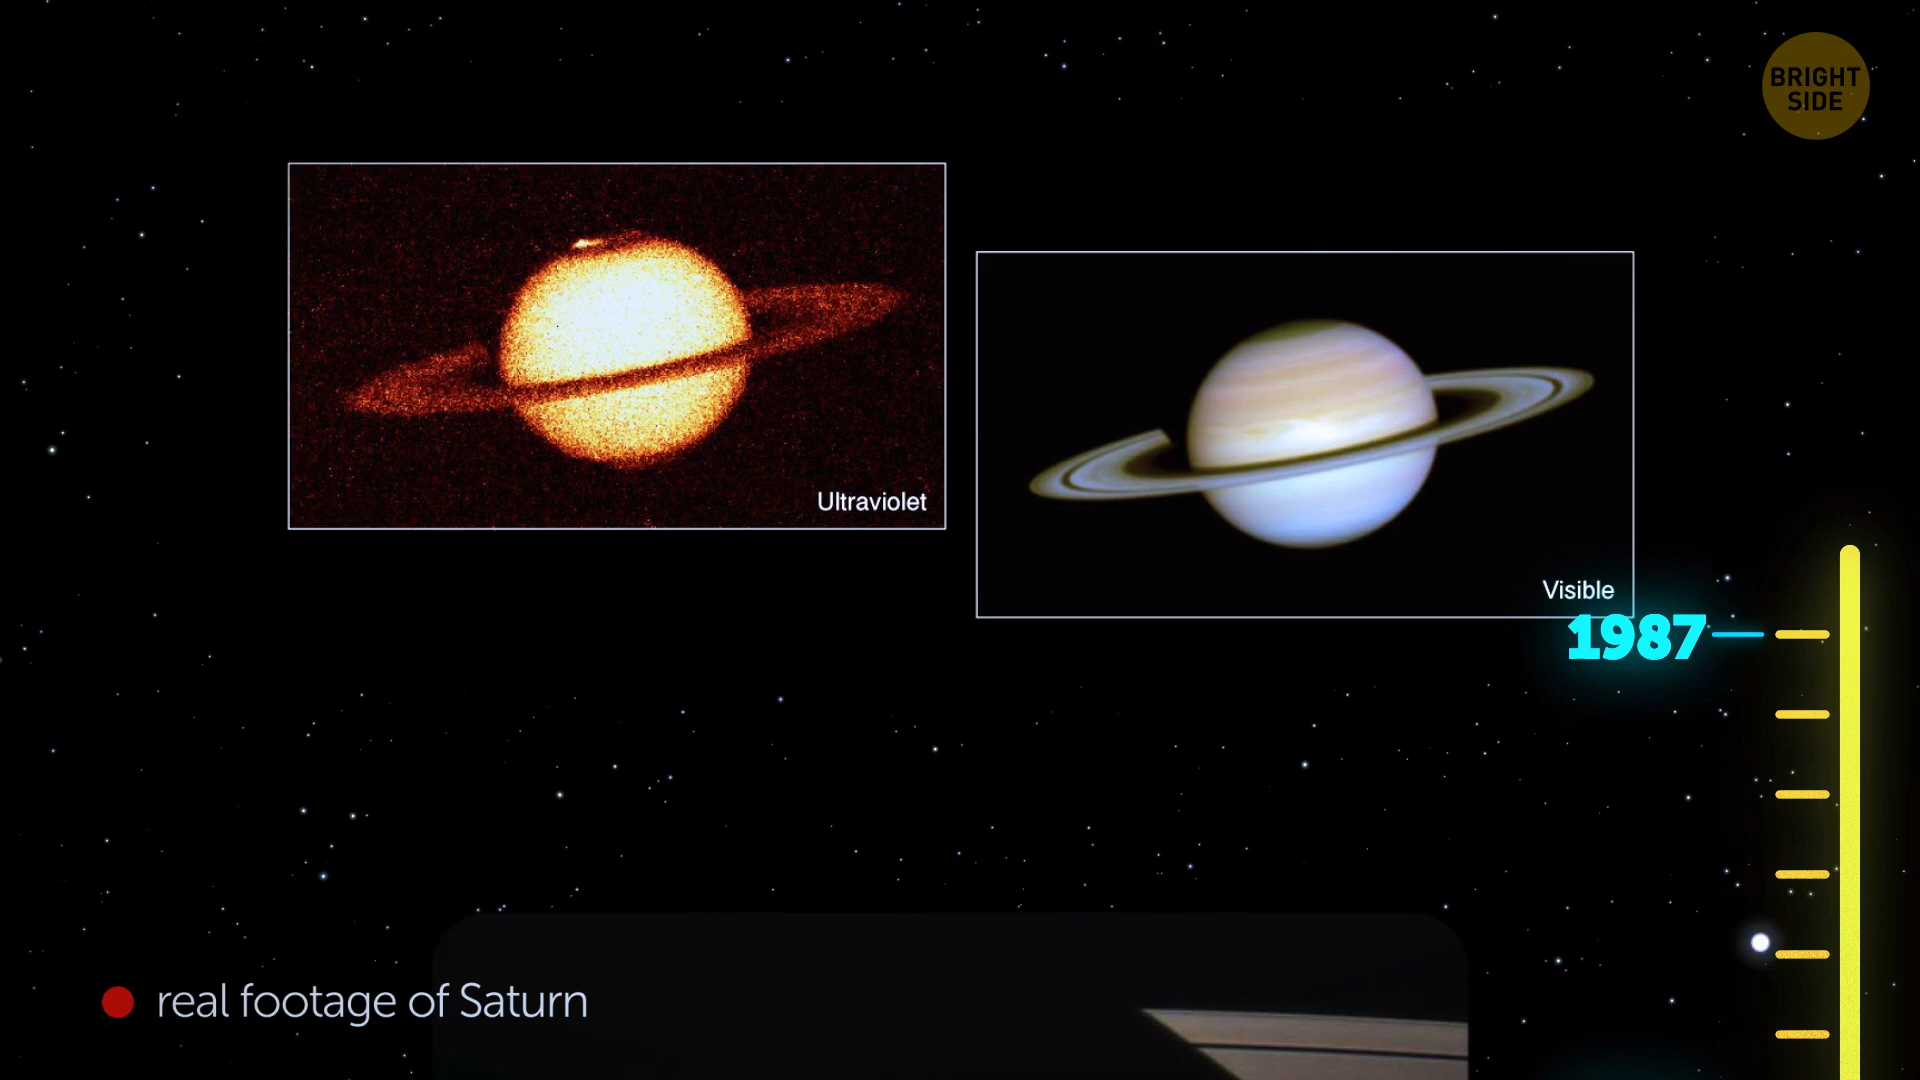 BRIGHT
SIDE
Ultraviolet
Visible
1987
real footage of Saturn